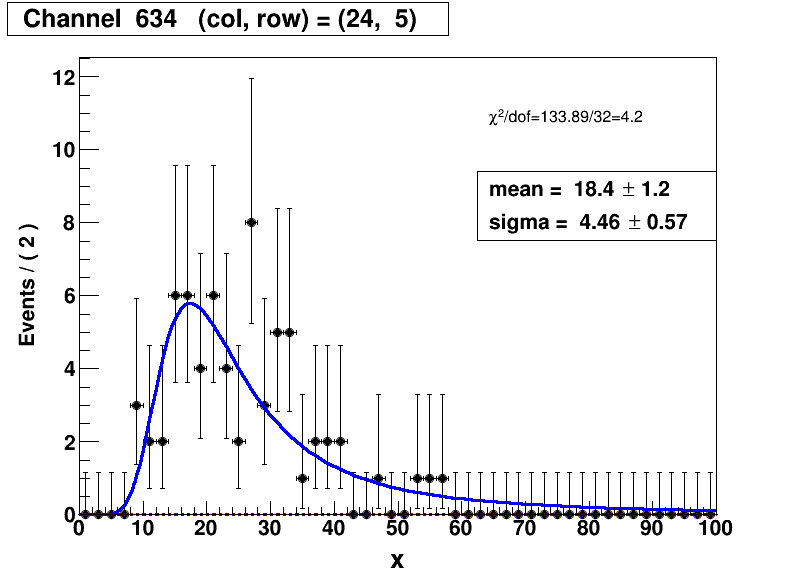 Channel 634 (col, row) = (24, 5)
χ²/dof=133.89/32=4.2
mean = 18.4 ± 1.2
sigma = 4.46 ± 0.57
Events / ( 2 )
12
10
8
6
4
2
0
0 10 20 30 40 50 60 70 80 90 100
x